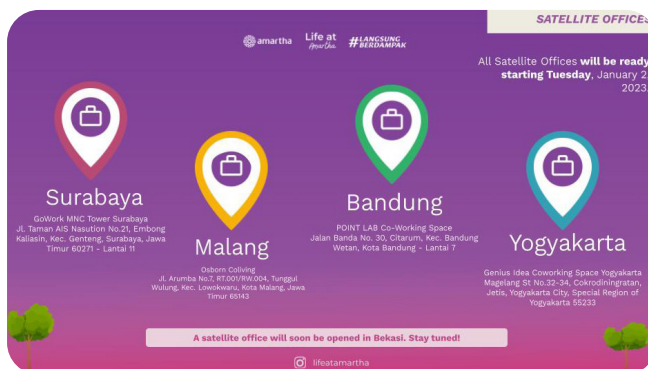 SATELLITE OFFICES
amartha
Life at
Amartha
#LANGSUNG
BERDAMPAK
All Satellite Offices will be ready
starting Tuesday, January 2,
2023.
Surabaya
GoWork MNC Tower Surabaya
Jl. Taman AIS Nasution No.21, Embong
Kaliasin, Kec. Genteng, Surabaya, Jawa
Timur 60271 - Lantai 11
Malang
Osborn Coliving
Jl. Arumba No.7, RT.001/RW.004, Tunggul
Wulung, Kec. Lowokwaru, Kota Malang, Jawa
Timur 65143
Bandung
POINT LAB Co-Working Space
Jalan Banda No. 30, Citarum, Kec. Bandung
Wetan, Kota Bandung - Lantai 7
Yogyakarta
Genius Idea Coworking Space Yogyakarta
Magelang St No.32-34, Cokrodiningratan,
Jetis, Yogyakarta City, Special Region of
Yogyakarta 55233
A satellite office will soon be opened in Bekasi. Stay tuned!
lifeatamartha